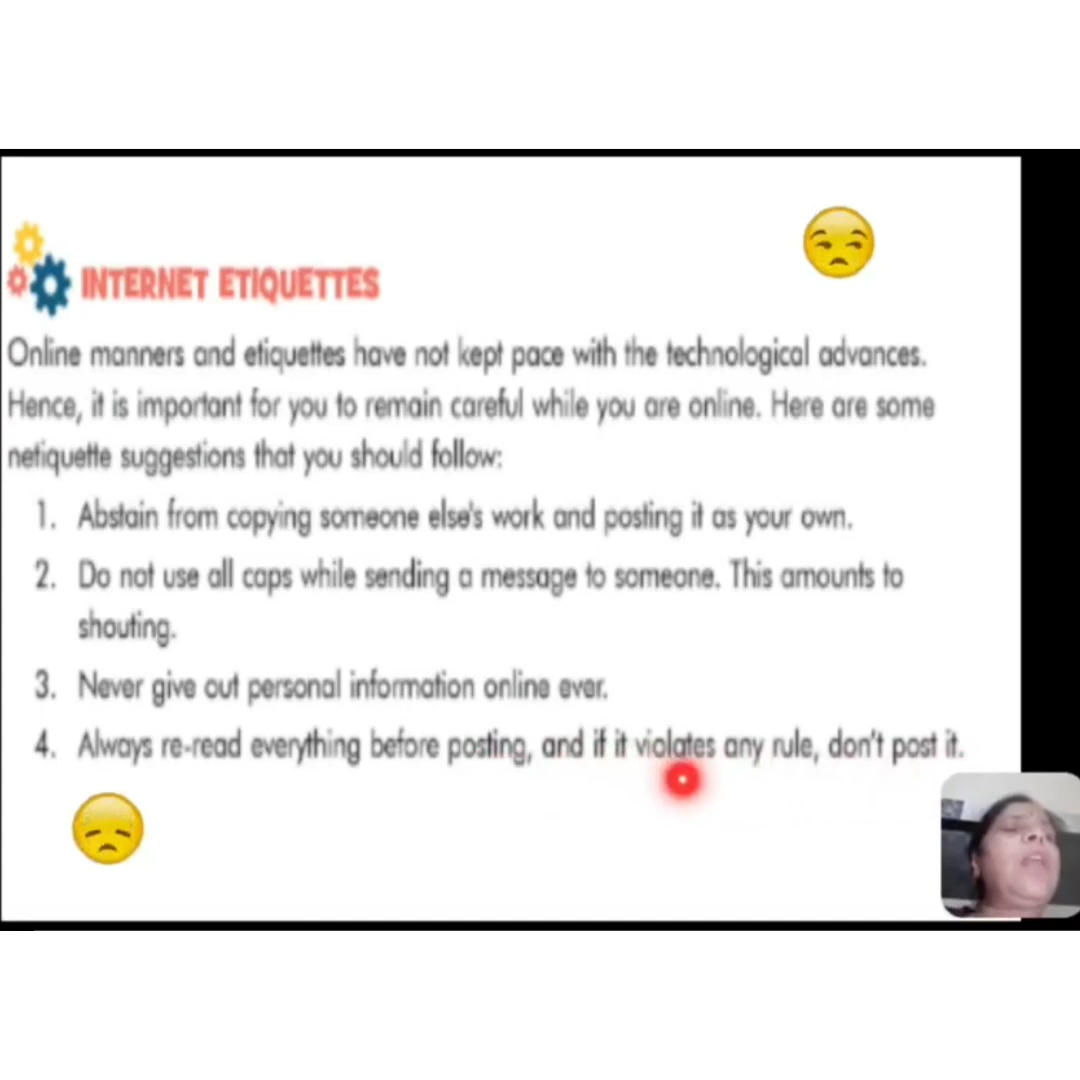 INTERNET ETIQUETTES
Online manners and etiquettes have not kept pace with the technological advances.
Hence, it is important for you to remain careful while you are online. Here are some
netiquette suggestions that you should follow:
1. Abstain from copying someone else's work and posting it as your own.
2. Do not use all caps while sending a message to someone. This amounts to
shouting.
3. Never give out personal information online ever.
4. Always re-read everything before posting, and if it violates any rule, don't post it.